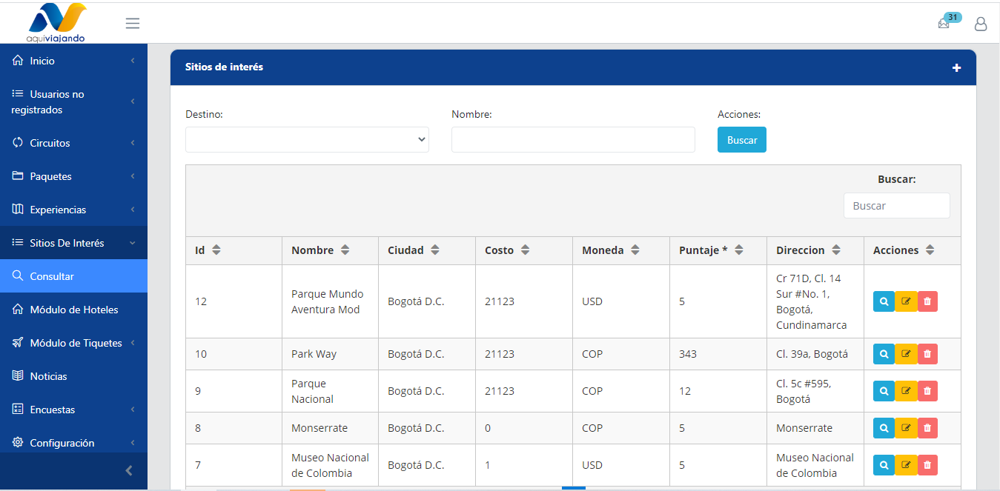 aquiviajando
31
Inicio
Usuarios no
registrados
Circuitos
Paquetes
Experiencias
Sitios De Interés
Consultar
Módulo de Hoteles
Módulo de Tiquetes
Noticias
Encuestas
Configuración
Sitios de interés
Destino:
Nombre:
Acciones:
Buscar
Buscar:
Buscar
Id Nombre Ciudad Costo Moneda Puntaje * Direccion Acciones
12 Parque Mundo Aventura Mod Bogotá D.C. 21123 USD 5 Cr 71D, Cl. 14 Sur #No. 1, Bogotá, Cundinamarca
10 Park Way Bogotá D.C. 21123 COP 343 Cl. 39a, Bogotá
9 Parque Nacional Bogotá D.C. 21123 COP 12 Cl. 5c #595, Bogotá
8 Monserrate Bogotá D.C. 0 COP 5 Monserrate
7 Museo Nacional de Colombia Bogotá D.C. 1 USD 5 Museo Nacional de Colombia